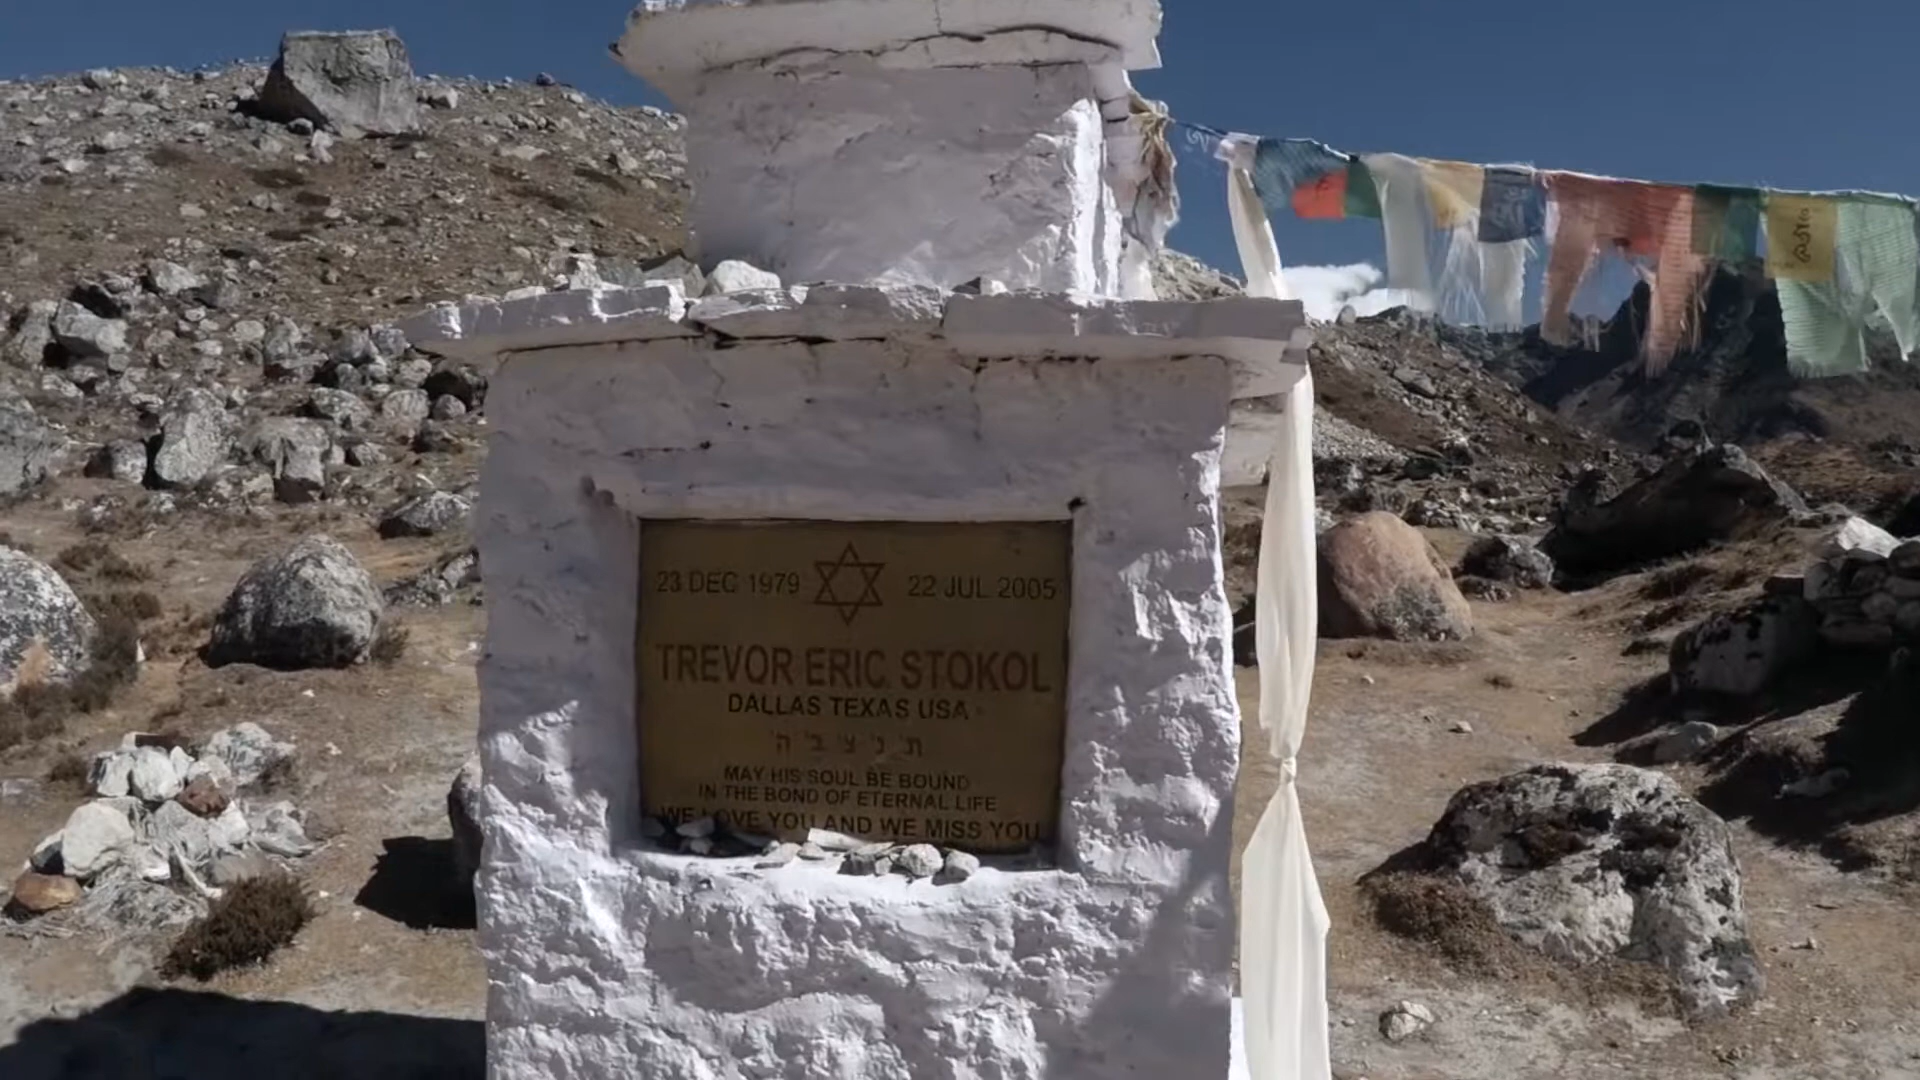 23 DEC 1979 22 JUL 2005
TREVOR ERIC STOKOL
DALLAS TEXAS USA
ת' נ' צ' ב' ה'
MAY HIS SOUL BE BOUND
IN THE BOND OF ETERNAL LIFE
WE LOVE YOU AND WE MISS YOU